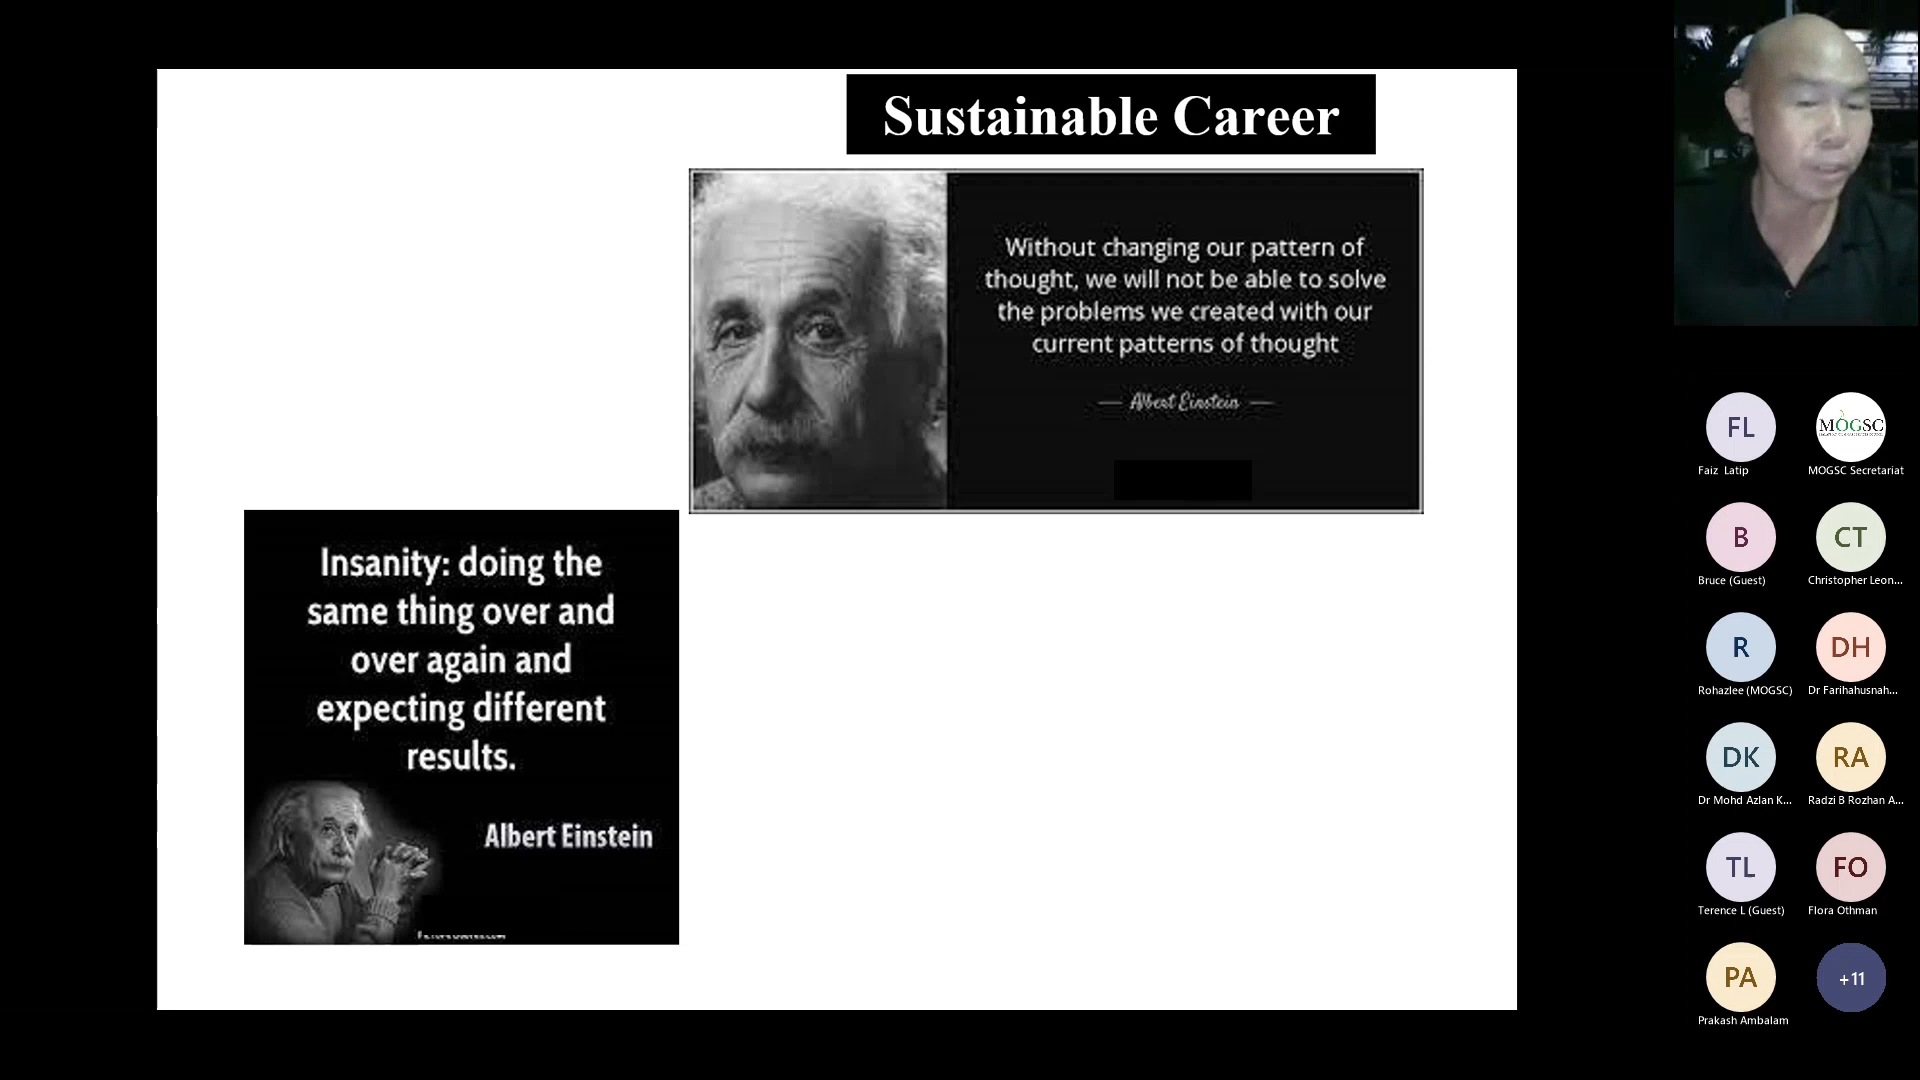 Sustainable Career
Without changing our pattern of
thought, we will not be able to solve
the problems we created with our
current patterns of thought
Albert Einstein
Insanity: doing the
same thing over and
over again and
expecting different
results.
Albert Einstein
FL
Faiz Latip
MOGSC
MOGSC Secretariat
B
Bruce (Guest)
CT
Christopher Leon...
R
Rohazlee (MOGSC)
DH
Dr Farihahusnah...
DK
Dr Mohd Azlan K...
RA
Radzi B Rozhan A...
TL
Terence L (Guest)
FO
Flora Othman
PA
Prakash Ambalam
+11